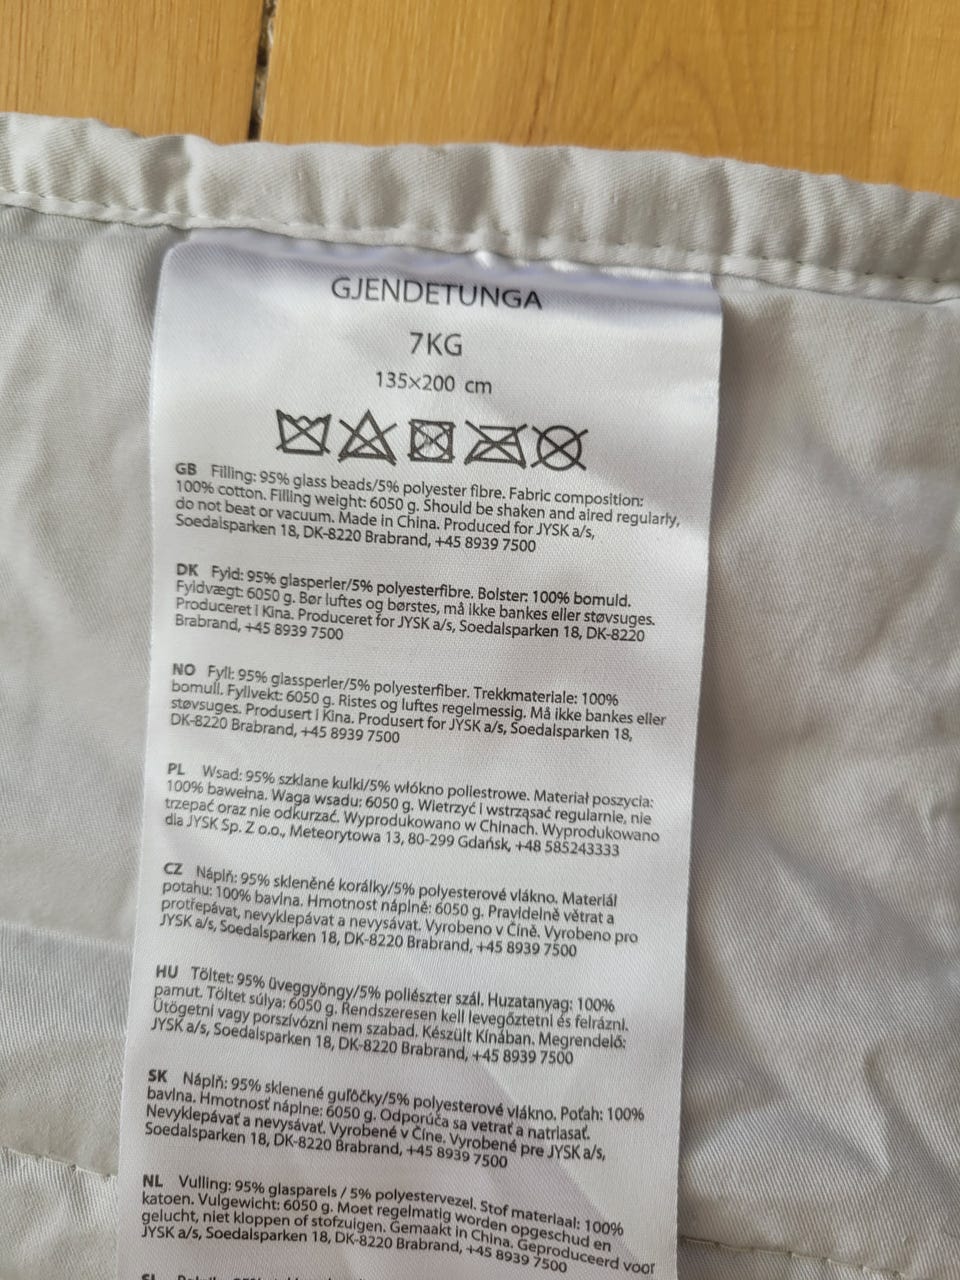 GJENDETUNGA
7KG
135×200 cm
GB Filling: 95% glass beads/5% polyester fibre. Fabric composition:
100% cotton. Filling weight: 6050 g. Should be shaken and aired regularly,
do not beat or vacuum. Made in China. Produced for JYSK a/s,
Soedalsparken 18, DK-8220 Brabrand, +45 8939 7500
DK Fyld: 95% glasperler/5% polyesterfibre. Bolster: 100% bomuld.
Fyldvægt: 6050 g. Bør luftes og børstes, må ikke bankes eller støvsuges.
Produceret i Kina. Produceret for JYSK a/s, Soedalsparken 18, DK-8220
Brabrand, +45 8939 7500
NO Fyll: 95% glassperler/5% polyesterfiber. Trekkmateriale: 100%
bomull. Fyllvekt: 6050 g. Ristes og luftes regelmessig. Må ikke bankes eller
støvsuges. Produsert i Kina. Produsert for JYSK a/s, Soedalsparken 18,
DK-8220 Brabrand, +45 8939 7500
PL Wsad: 95% szklane kulki/5% włókno poliestrowe. Materiał poszycia:
100% bawełna. Waga wsadu: 6050 g. Wietrzyć i wstrząsać regularnie, nie
trzepać oraz nie odkurzać. Wyprodukowano w Chinach. Wyprodukowano
dla JYSK Sp. Z o.o., Meteorytowa 13, 80-299 Gdańsk, +48 585243333
CZ Náplň: 95% skleněné korálky/5% polyesterové vlákno. Materiál
potahu: 100% bavlna. Hmotnost náplně: 6050 g. Pravidelně větrat a
protřepávat, nevyklepávat a nevysávat. Vyrobeno v Číně. Vyrobeno pro
JYSK a/s, Soedalsparken 18, DK-8220 Brabrand, +45 8939 7500
HU Töltet: 95% üveggyöngy/5% poliészter szál. Huzatanyag: 100%
pamut. Töltet súlya: 6050 g. Rendszeresen kell levegőztetni és felrázni.
Ütögetni vagy porszívózni nem szabad. Készült Kínában. Megrendelő:
JYSK a/s, Soedalsparken 18, DK-8220 Brabrand, +45 8939 7500
SK Náplň: 95% sklenené guľôčky/5% polyesterové vlákno. Poťah: 100%
bavlna. Hmotnosť náplne: 6050 g. Odporúča sa vetrať a natriasať.
Nevyklepávať a nevysávať. Vyrobené v Číne. Vyrobené pre JYSK a/s,
Soedalsparken 18, DK-8220 Brabrand, +45 8939 7500
NL Vulling: 95% glasparels / 5% polyestervezel. Stof materiaal: 100%
katoen. Vulgewicht: 6050 g. Moet regelmatig worden opgeschud en
gelucht, niet kloppen of stofzuigen. Gemaakt in China. Geproduceerd voor
JYSK a/s, Soedalsparken 18, DK-8220 Brabrand, +45 8939 7500